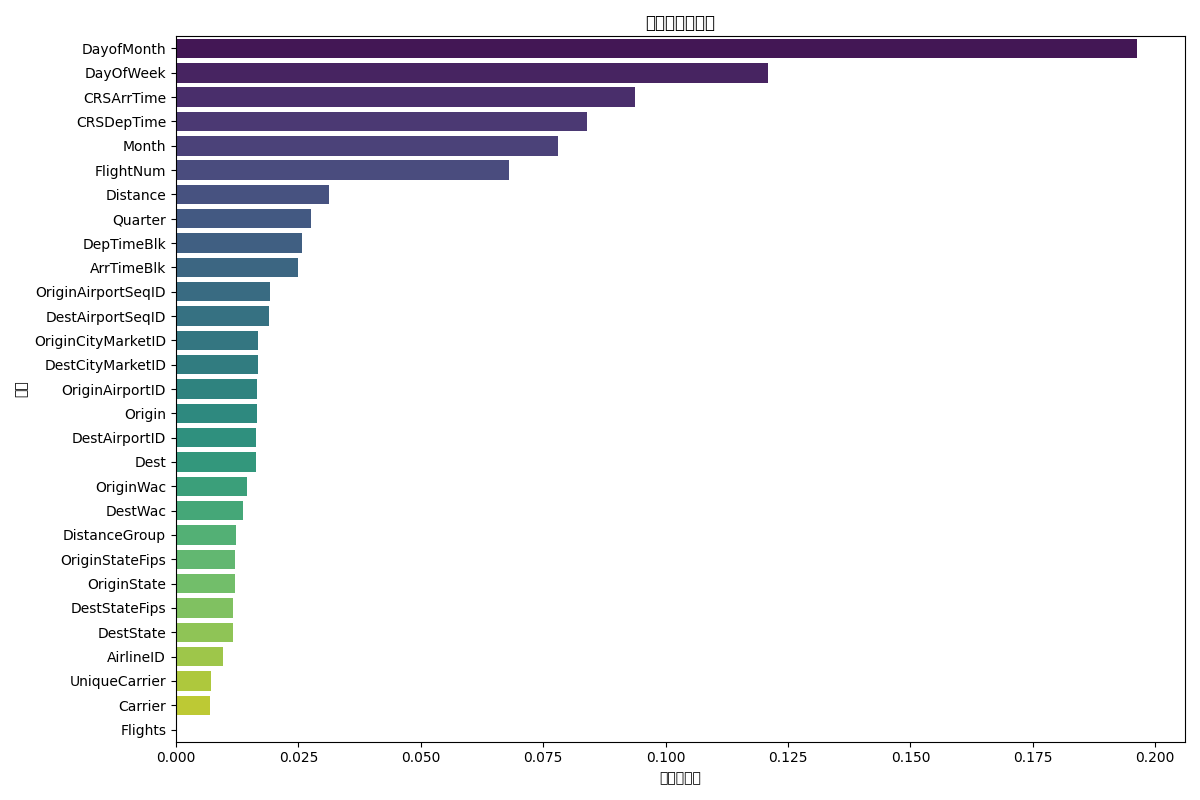 DayofMonth
DayOfWeek
CRSArrTime
CRSDepTime
Month
FlightNum
Distance
Quarter
DepTimeBlk
ArrTimeBlk
OriginAirportSeqID
DestAirportSeqID
OriginCityMarketID
DestCityMarketID
OriginAirportID
Origin
DestAirportID
Dest
OriginWac
DestWac
DistanceGroup
OriginStateFips
OriginState
DestStateFips
DestState
AirlineID
UniqueCarrier
Carrier
Flights
0.000 0.025 0.050 0.075 0.100 0.125 0.150 0.175 0.200